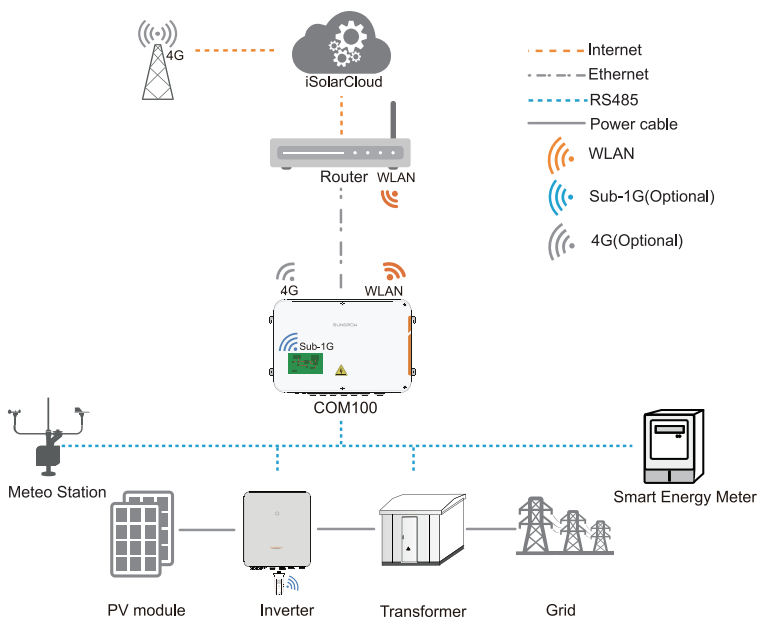 4G
iSolarCloud
Internet
Ethernet
RS485
Power cable
WLAN
Sub-1G(Optional)
4G(Optional)
Router
WLAN
4G
WLAN
SUNGROW
Sub-1G
COM100
Meteo Station
Smart Energy Meter
PV module
Inverter
Transformer
Grid